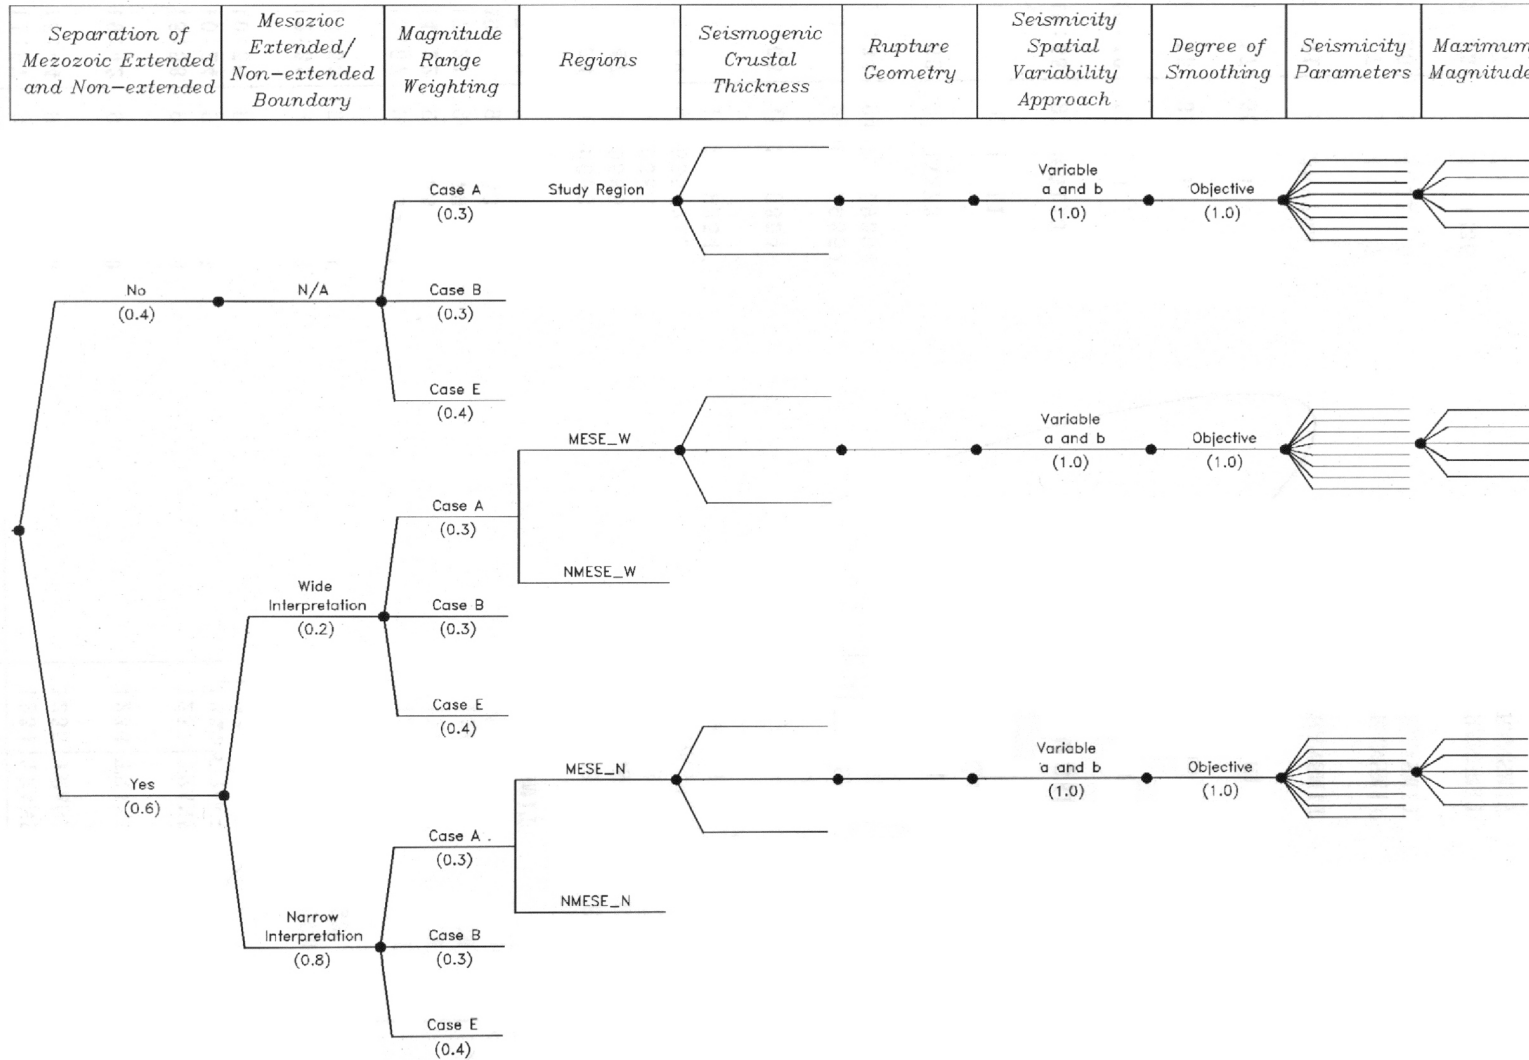 Separation of
Mezozoic Extended
and Non-extended
Mesozioc
Extended/
Non-extended
Boundary
Magnitude
Range
Weighting
Regions
Seismogenic
Crustal
Thickness
Rupture
Geometry
Seismicity
Spatial
Variability
Approach
Degree of
Smoothing
Seismicity
Parameters
Maximum
Magnitude
No
(0.4)
N/A
Case A
(0.3)
Case B
(0.3)
Case E
(0.4)
Study Region
Variable
a and b
(1.0)
Objective
(1.0)
Yes
(0.6)
Wide
Interpretation
(0.2)
Case A
(0.3)
Case B
(0.3)
Case E
(0.4)
MESE_W
NMESE_W
Variable
a and b
(1.0)
Objective
(1.0)
Narrow
Interpretation
(0.8)
Case A
(0.3)
Case B
(0.3)
Case E
(0.4)
MESE_N
NMESE_N
Variable
a and b
(1.0)
Objective
(1.0)